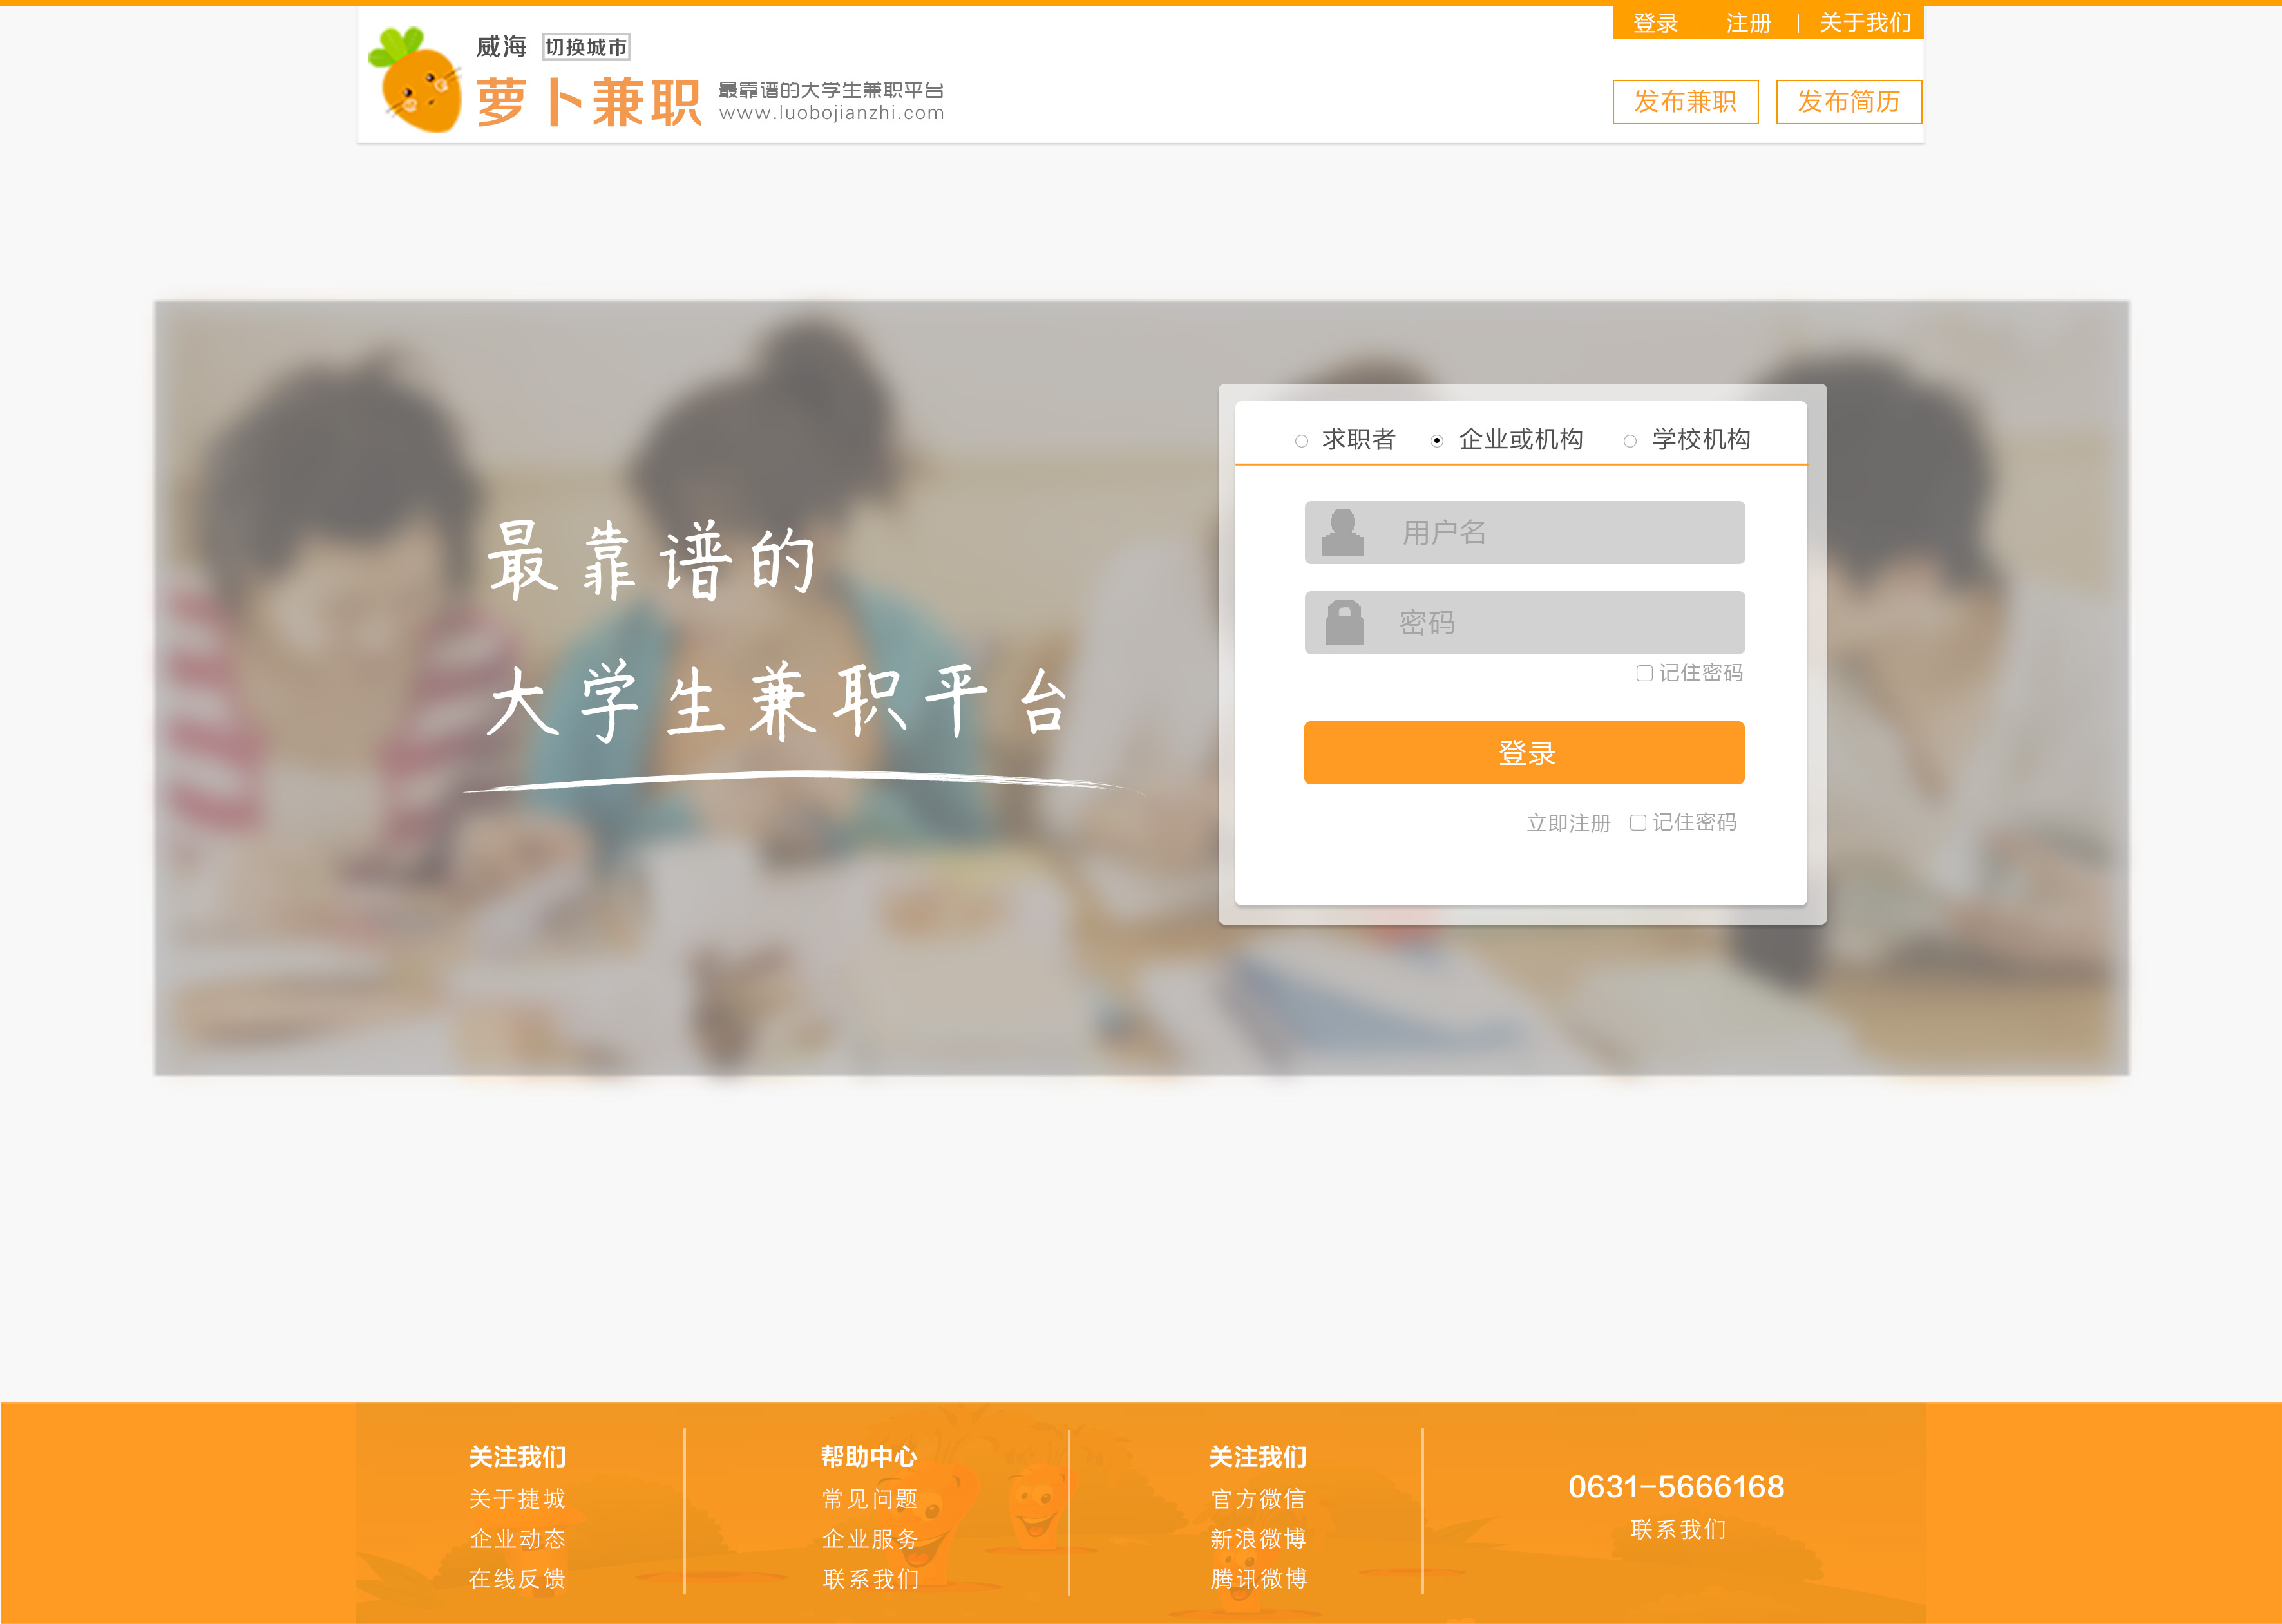 登录 注册 关于我们
威海 切换城市
萝卜兼职
最靠谱的大学生兼职平台
www.luobojianzhi.com
发布兼职 发布简历
最靠谱的
大学生兼职平台
求职者 企业或机构 学校机构
用户名
密码
记住密码
登录
立即注册 记住密码
关注我们
关于捷城
企业动态
在线反馈
帮助中心
常见问题
企业服务
联系我们
关注我们
官方微信
新浪微博
腾讯微博
0631-5666168
联系我们